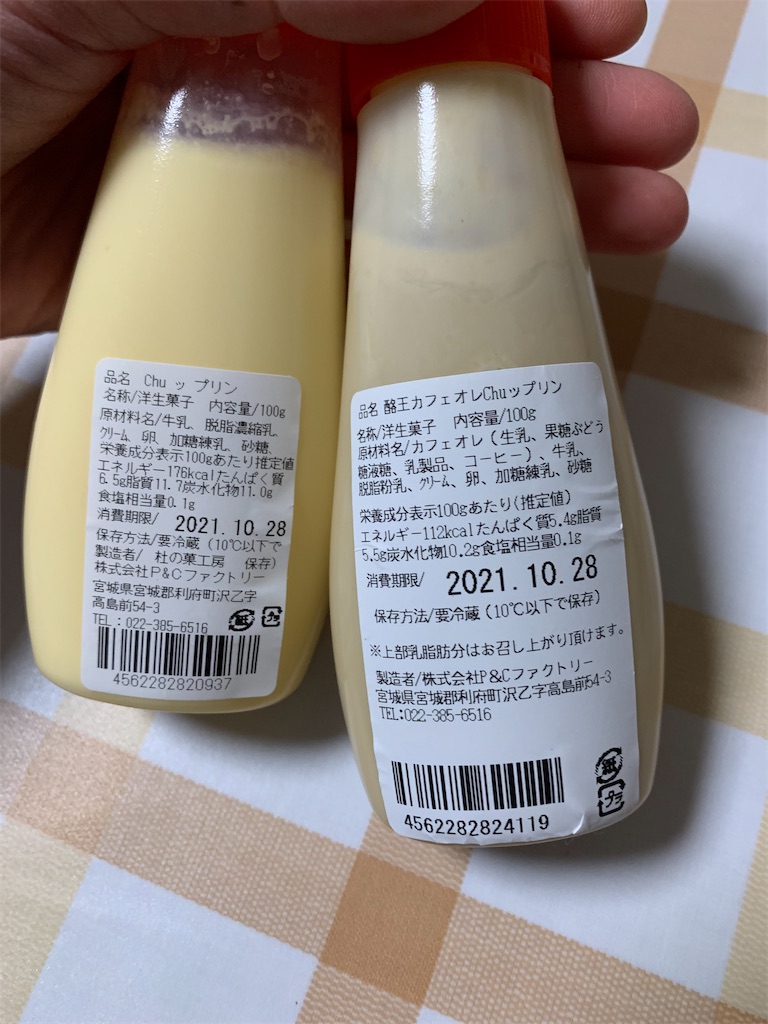 品名 Chu ッ プリン
名称/洋生菓子 内容量/100g
原材料名/牛乳、脱脂濃縮乳、
クリーム、卵、加糖練乳、砂糖、
栄養成分表示100gあたり推定値
エネルギー176kcalたんぱく質
6.5g脂質11.7炭水化物11.0g
食塩相当量0.1g
消費期限/ 2021.10.28
保存方法/要冷蔵(10℃以下で
製造者/ 杜の菓工房 保存)
株式会社P&Cファクトリー
宮城県宮城郡利府町沢乙字
高島前54-3
TEL：022-385-6516
紙 プラ
4562282820937
品名 酪王カフェオレChuップリン
名称/洋生菓子 内容量/100g
原材料名/カフェオレ(生乳、果糖ぶどう
糖液糖、乳製品、コーヒー)、牛乳、
脱脂粉乳、クリーム、卵、加糖練乳、砂糖
栄養成分表示100gあたり(推定値)
エネルギー112kcalたんぱく質5.4g脂質
5.5g炭水化物10.2g食塩相当量0.1g
消費期限/ 2021.10.28
保存方法/要冷蔵(10℃以下で保存)
※上部乳脂肪分はお召し上がり頂けます。
製造者/株式会社P&Cファクトリー
宮城県宮城郡利府町沢乙字高島前54-3
TEL:022-385-6516
紙
プラ
4562282824119